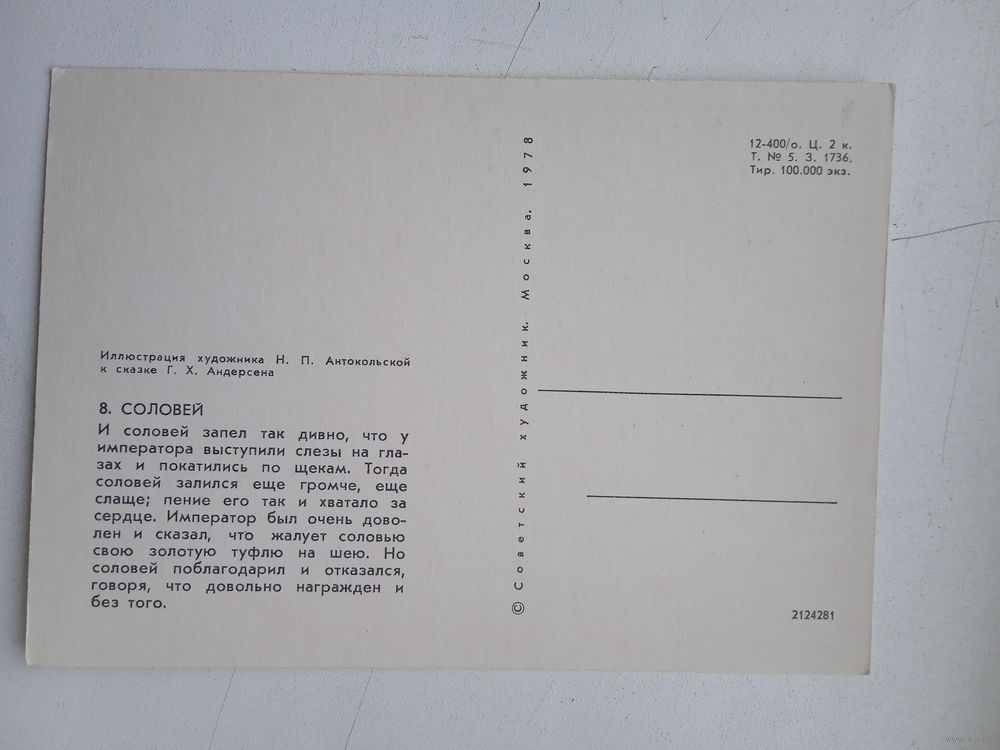 Иллюстрация художника Н. П. Антокольской
к сказке Г. Х. Андерсена
8. СОЛОВЕЙ
И соловей запел так дивно, что у
императора выступили слезы на гла-
зах и покатились по щекам. Тогда
соловей залился еще громче, еще
слаще; пение его так и хватало за
сердце. Император был очень дово-
лен и сказал, что жалует соловью
свою золотую туфлю на шею. Но
соловей поблагодарил и отказался,
говоря, что довольно награжден и
без того.
© Советский художник. Москва. 1978
12-400/о. Ц. 2 к.
Т. № 5. З. 1736.
Тир. 100.000 экз.
2124281